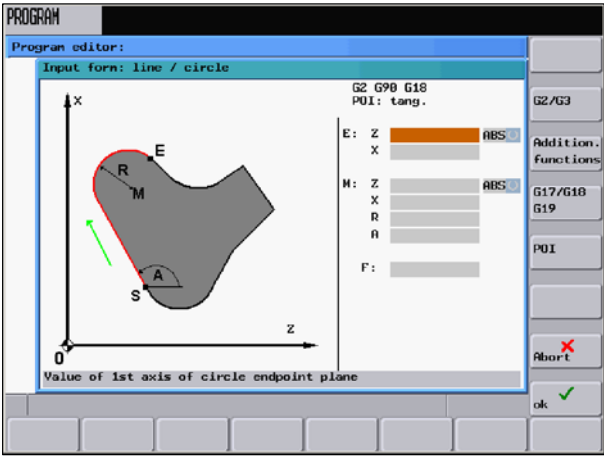 PROGRAM
Program editor:
Input form: line / circle
G2 G90 G18
POI: tang.
X
E
R
M
A
S
Z
0
E: Z ABS
X
M: Z ABS
X
R
A
F:
Value of 1st axis of circle endpoint plane
G2/G3
Addition.
functions
G17/G18
G19
POI
Abort
ok